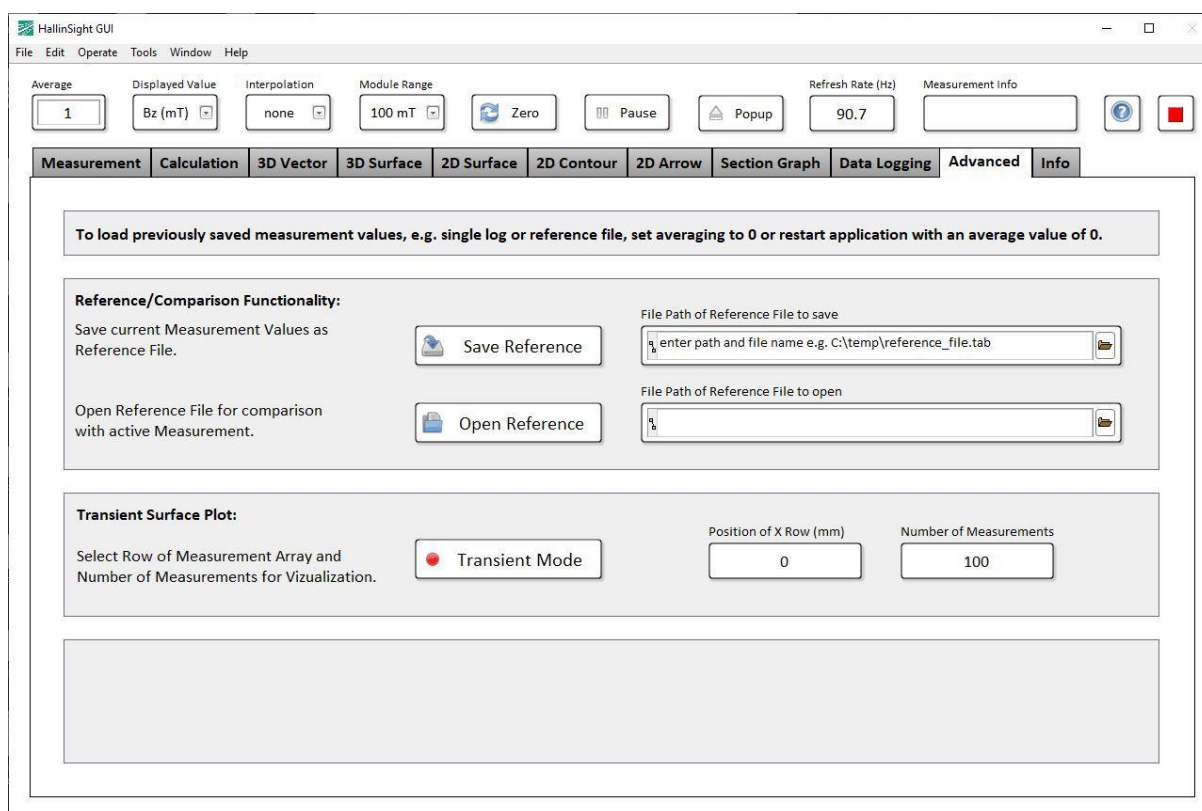 HallinSight GUI
File Edit Operate Tools Window Help
Average Displayed Value Interpolation Module Range Refresh Rate (Hz) Measurement Info
1 Bz (mT) none 100 mT Zero Pause Popup 90.7
Measurement Calculation 3D Vector 3D Surface 2D Surface 2D Contour 2D Arrow Section Graph Data Logging Advanced Info
To load previously saved measurement values, e.g. single log or reference file, set averaging to 0 or restart application with an average value of 0.
Reference/Comparison Functionality:
Save current Measurement Values as
Reference File.
Save Reference
File Path of Reference File to save
enter path and file name e.g. C:\temp\reference_file.tab
Open Reference File for comparison
with active Measurement.
Open Reference
File Path of Reference File to open
Transient Surface Plot:
Select Row of Measurement Array and
Number of Measurements for Vizualization.
Transient Mode
Position of X Row (mm) Number of Measurements
0 100